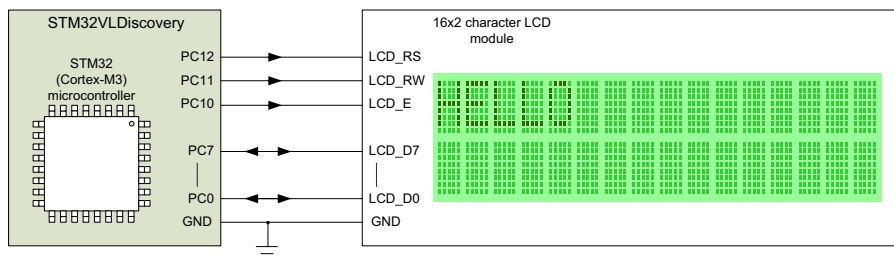 STM32VLDiscovery
STM32
(Cortex-M3)
microcontroller
PC12
PC11
PC10
PC7
PC0
GND
16x2 character LCD
module
LCD_RS
LCD_RW
LCD_E
LCD_D7
LCD_D0
GND
HELLO